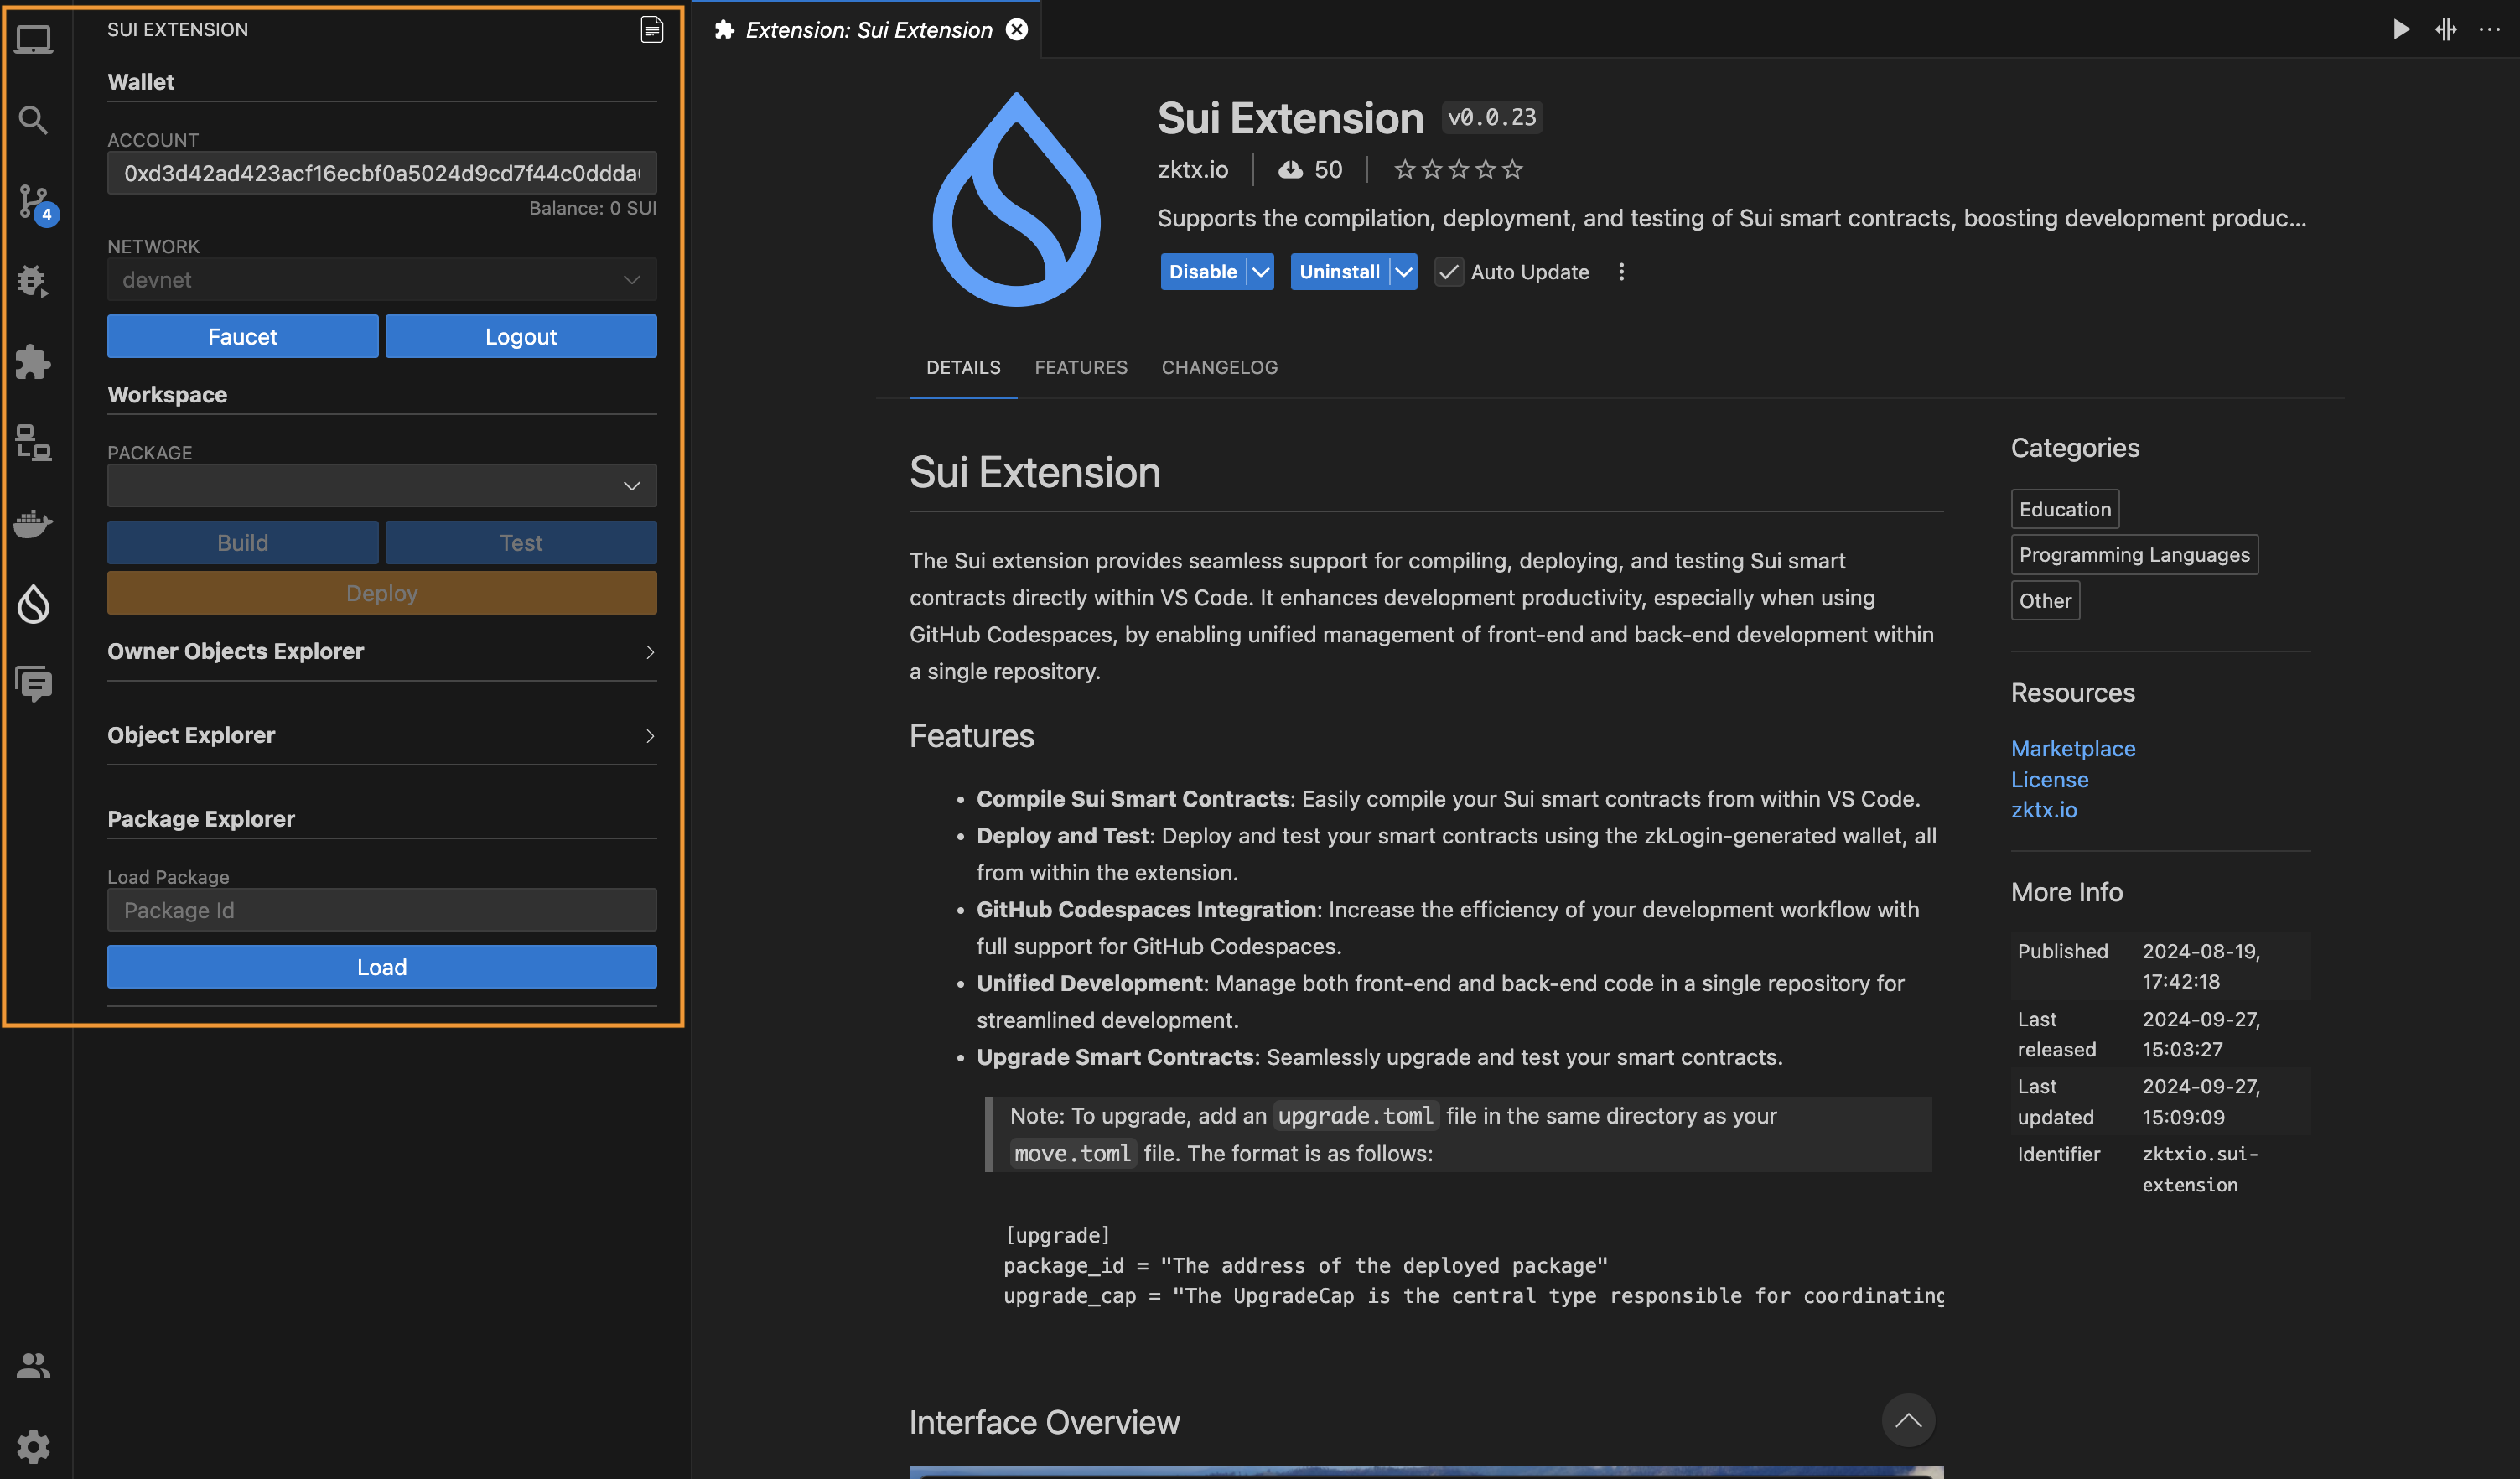 SUI EXTENSION
Wallet
ACCOUNT
0xd3d42ad423acf16ecbf0a5024d9cd7f44c0ddda
Balance: 0 SUI
NETWORK
devnet
Faucet
Logout
Workspace
PACKAGE
Build
Test
Deploy
Owner Objects Explorer
Object Explorer
Package Explorer
Load Package
Package Id
Load
4
Extension: Sui Extension
Sui Extension v0.0.23
zktx.io 50
Supports the compilation, deployment, and testing of Sui smart contracts, boosting development produc...
Disable
Uninstall
Auto Update
DETAILS FEATURES CHANGELOG
Sui Extension
The Sui extension provides seamless support for compiling, deploying, and testing Sui smart
contracts directly within VS Code. It enhances development productivity, especially when using
GitHub Codespaces, by enabling unified management of front-end and back-end development within
a single repository.
Features
• Compile Sui Smart Contracts: Easily compile your Sui smart contracts from within VS Code.
• Deploy and Test: Deploy and test your smart contracts using the zkLogin-generated wallet, all
from within the extension.
• GitHub Codespaces Integration: Increase the efficiency of your development workflow with
full support for GitHub Codespaces.
• Unified Development: Manage both front-end and back-end code in a single repository for
streamlined development.
• Upgrade Smart Contracts: Seamlessly upgrade and test your smart contracts.
Note: To upgrade, add an upgrade.toml file in the same directory as your
move.toml file. The format is as follows:
[upgrade]
package_id = "The address of the deployed package"
upgrade_cap = "The UpgradeCap is the central type responsible for coordinating
Interface Overview
Categories
Education
Programming Languages
Other
Resources
Marketplace
License
zktx.io
More Info
Published 2024-08-19,
17:42:18
Last 2024-09-27,
released 15:03:27
Last 2024-09-27,
updated 15:09:09
Identifier zktxio.sui-
extension